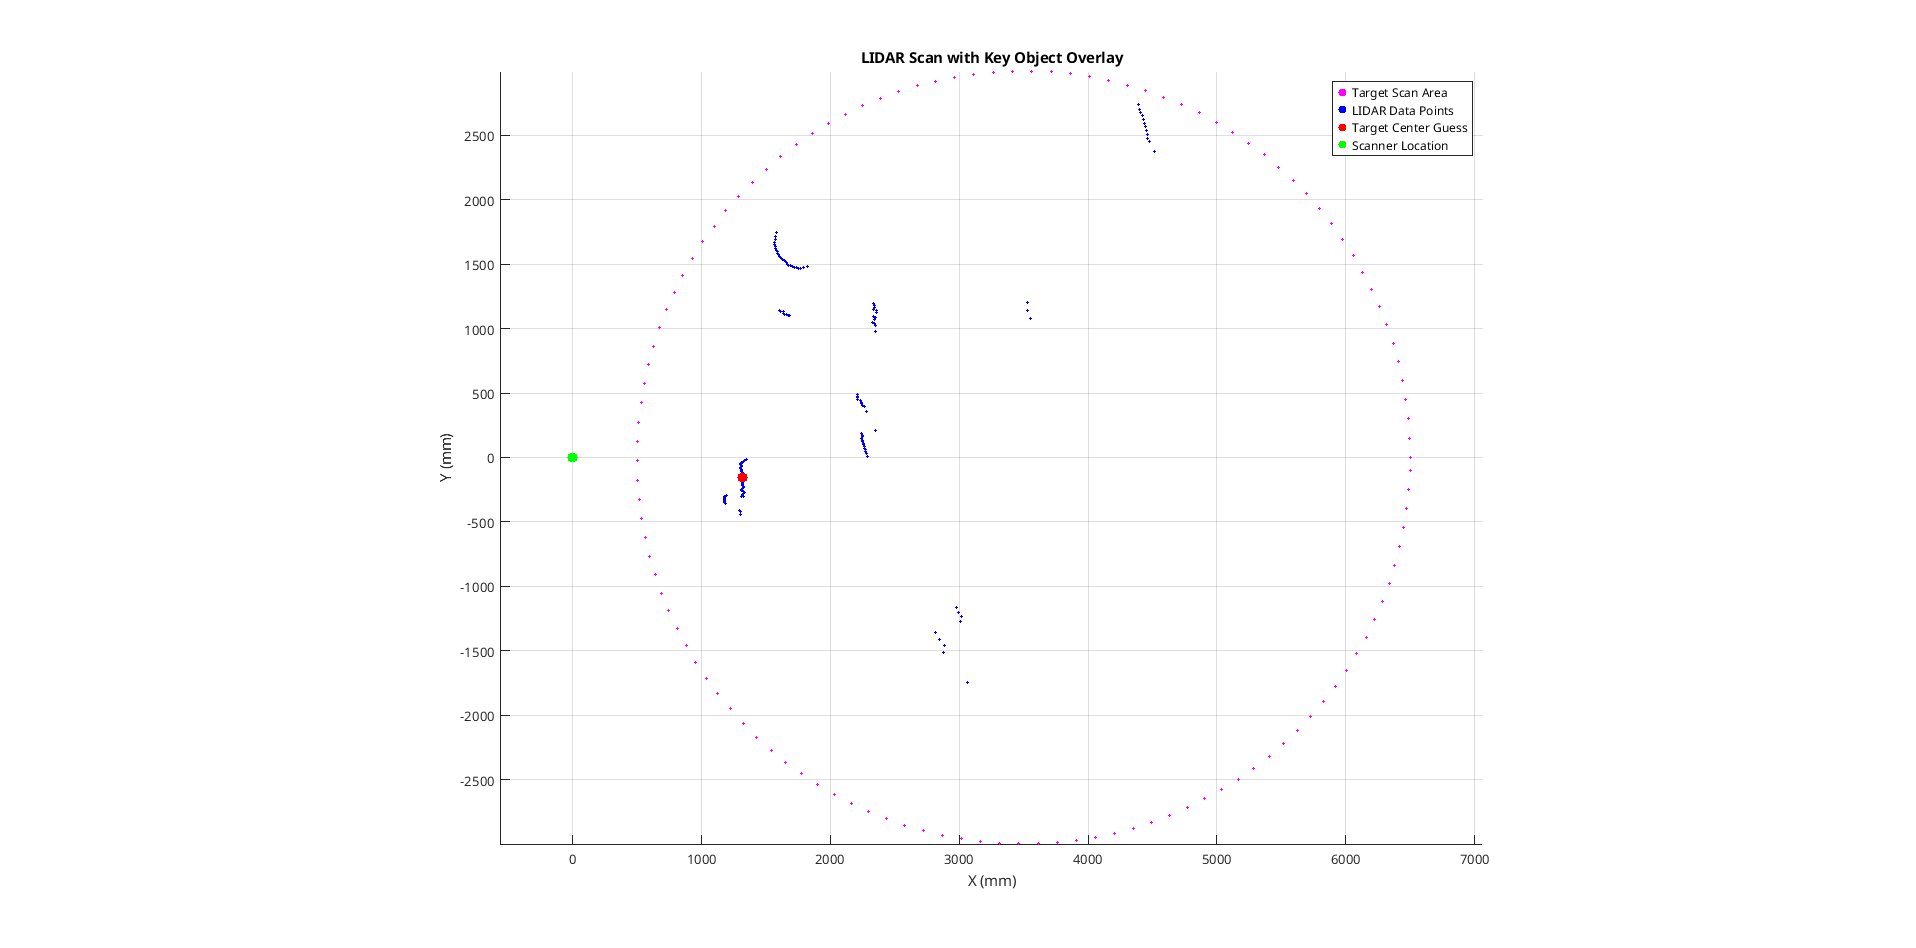 LIDAR Scan with Key Object Overlay
Target Scan Area
LIDAR Data Points
Target Center Guess
Scanner Location
2500
2000
1500
1000
500
0
-500
-1000
-1500
-2000
-2500
Y (mm)
0
1000
2000
3000
4000
5000
6000
7000
X (mm)